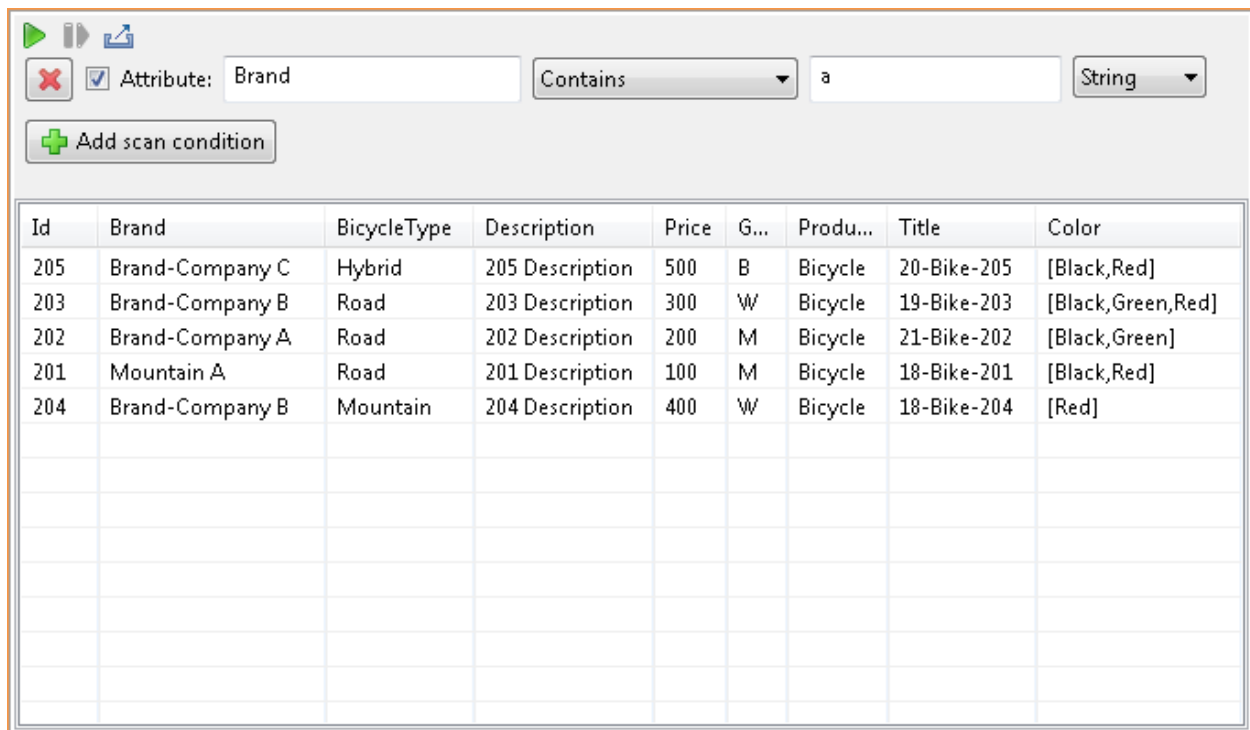 Attribute: Brand Contains a String
Add scan condition
Id Brand BicycleType Description Price G... Produ... Title Color
205 Brand-Company C Hybrid 205 Description 500 B Bicycle 20-Bike-205 [Black,Red]
203 Brand-Company B Road 203 Description 300 W Bicycle 19-Bike-203 [Black,Green,Red]
202 Brand-Company A Road 202 Description 200 M Bicycle 21-Bike-202 [Black,Green]
201 Mountain A Road 201 Description 100 M Bicycle 18-Bike-201 [Black,Red]
204 Brand-Company B Mountain 204 Description 400 W Bicycle 18-Bike-204 [Red]